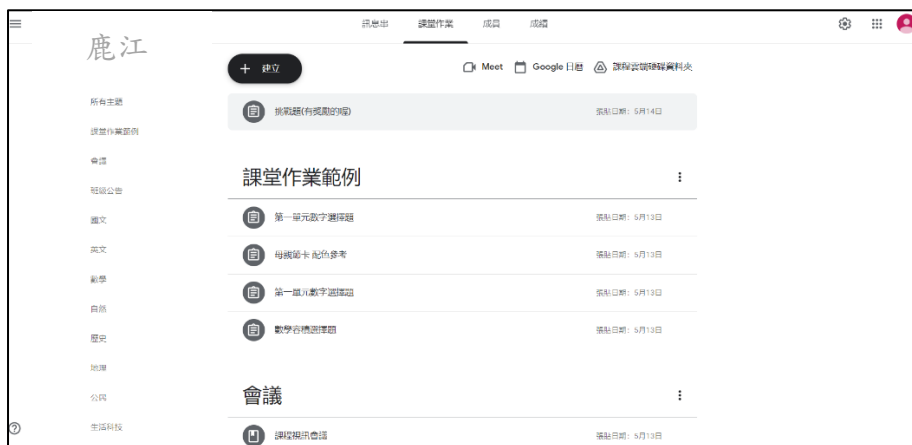 訊息串 課堂作業 成員 成績
鹿江
建立
Meet Google 日曆 課程雲端硬碟資料夾
所有主題
課堂作業範例
會議
班級公告
國文
英文
數學
自然
歷史
地理
公民
生活科技
挑戰題(有獎勵的喔) 張貼日期:5月14日
課堂作業範例
第一單元數字選擇題 張貼日期:5月13日
母親節卡 配色參考 張貼日期:5月13日
第一單元數字選擇題 張貼日期:5月13日
數學容積選擇題 張貼日期:5月13日
會議
課程視訊會議 張貼日期:5月13日